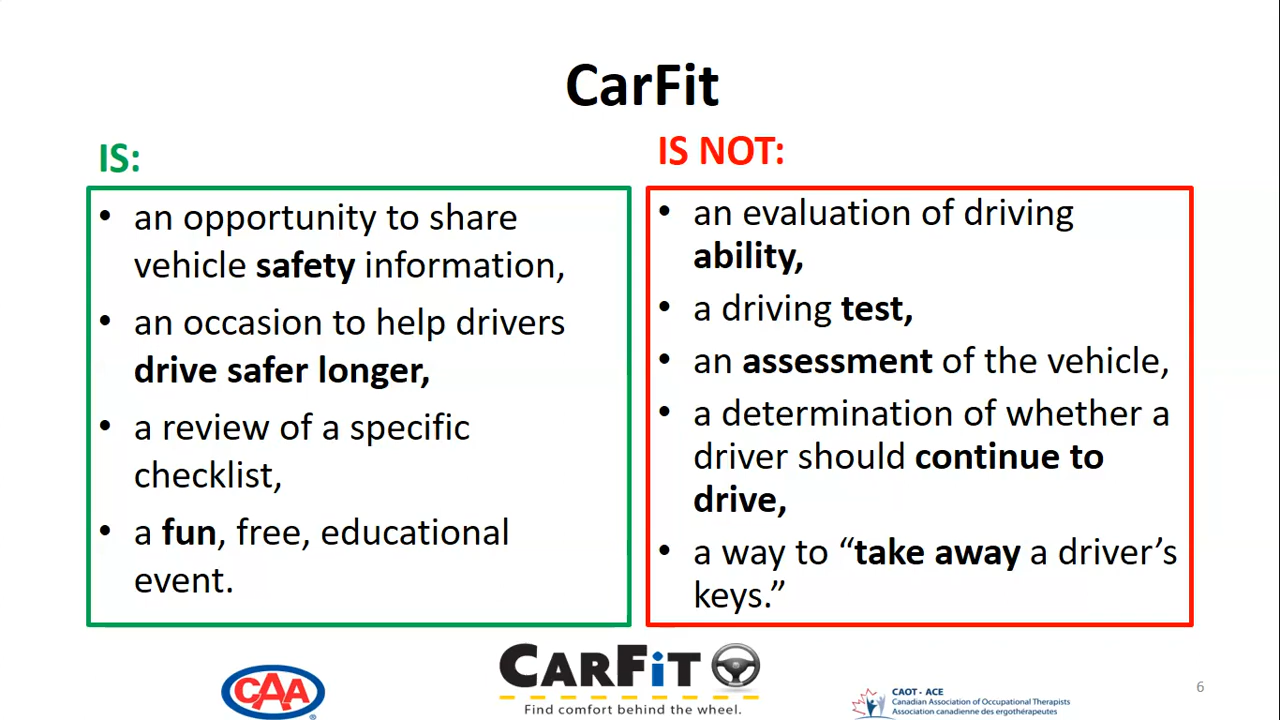 CarFit
IS:
• an opportunity to share
vehicle safety information,
• an occasion to help drivers
drive safer longer,
• a review of a specific
checklist,
• a fun, free, educational
event.
IS NOT:
• an evaluation of driving
ability,
• a driving test,
• an assessment of the vehicle,
• a determination of whether a
driver should continue to
drive,
• a way to “take away a driver’s
keys.”
CAA
®
CARFiT
Find comfort behind the wheel.
CAOT - ACE
Canadian Association of Occupational Therapists
Association canadienne des ergothérapeutes
6